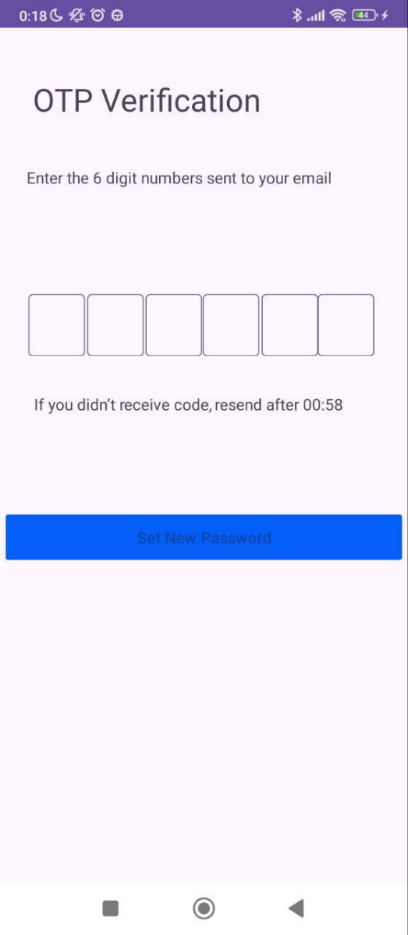 0:18
44
OTP Verification
Enter the 6 digit numbers sent to your email
If you didn't receive code, resend after 00:58
Set New Password